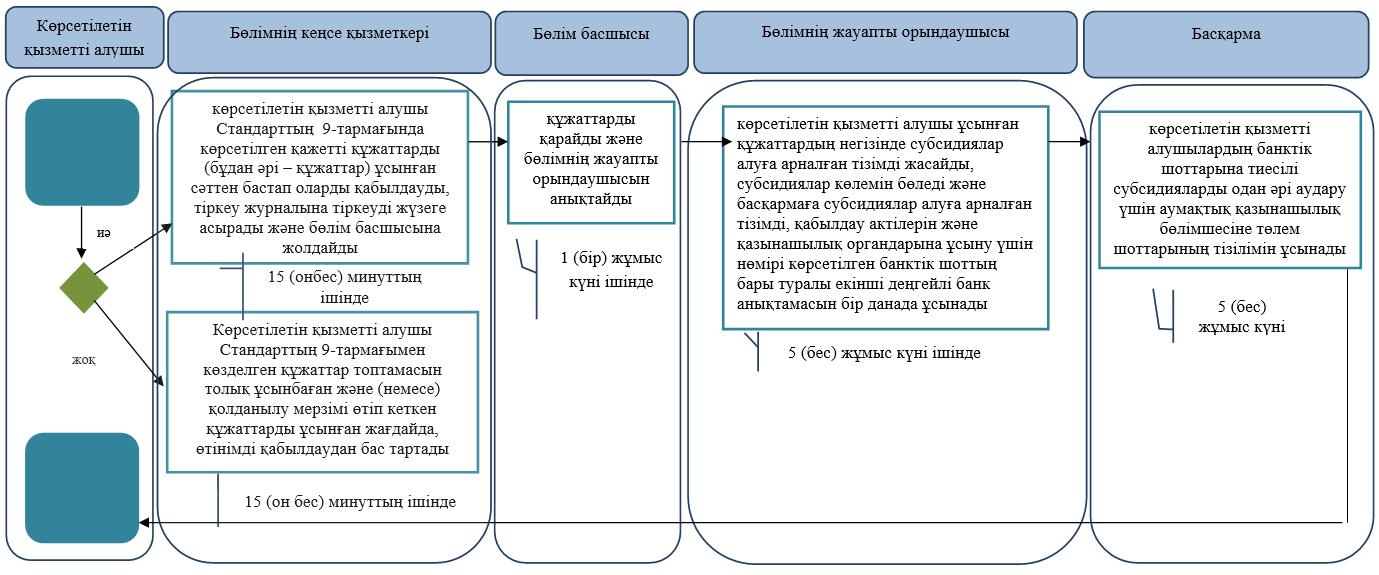 Көрсетілетін
қызметті алушы
Бөлімнің кеңсе қызметкері
Бөлім басшысы
Бөлімнің жауапты орындаушысы
Басқарма
иә
жоқ
көрсетілетін қызметті алушы
Стандарттың 9-тармағында
көрсетілген қажетті құжаттарды
(бұдан әрі – құжаттар) ұсынған
сәттен бастап оларды қабылдауды,
тіркеу журналына тіркеуді жүзеге
асырады және бөлім басшысына
жолдайды
15 (онбес) минуттың
ішінде
Көрсетілетін қызметті алушы
Стандарттың 9-тармағымен
көзделген құжаттар топтамасын
толық ұсынбаған және (немесе)
қолданылу мерзімі өтіп кеткен
құжаттарды ұсынған жағдайда,
өтінімді қабылдаудан бас тартады
15 (он бес) минуттың ішінде
құжаттарды
қарайды және
бөлімнің жауапты
орындаушысын
анықтайды
1 (бір) жұмыс
күні ішінде
көрсетілетін қызметті алушы ұсынған
құжаттардың негізінде субсидиялар
алуға арналған тізімді жасайды,
субсидиялар көлемін бөледі және
басқармаға субсидиялар алуға арналған
тізімді, қабылдау актілерін және
қазынашылық органдарына ұсыну үшін
нөмірі көрсетілген банктік шоттың
бары туралы екінші деңгейлі банк
анықтамасын бір данада ұсынады
5 (бес) жұмыс күні ішінде
көрсетілетін қызметті
алушылардың банктік
шоттарына тиесілі
субсидияларды одан әрі аудару
үшін аумақтық қазынашылық
бөлімшесіне төлем
шоттарының тізілімін ұсынады
5 (бес)
жұмыс күні